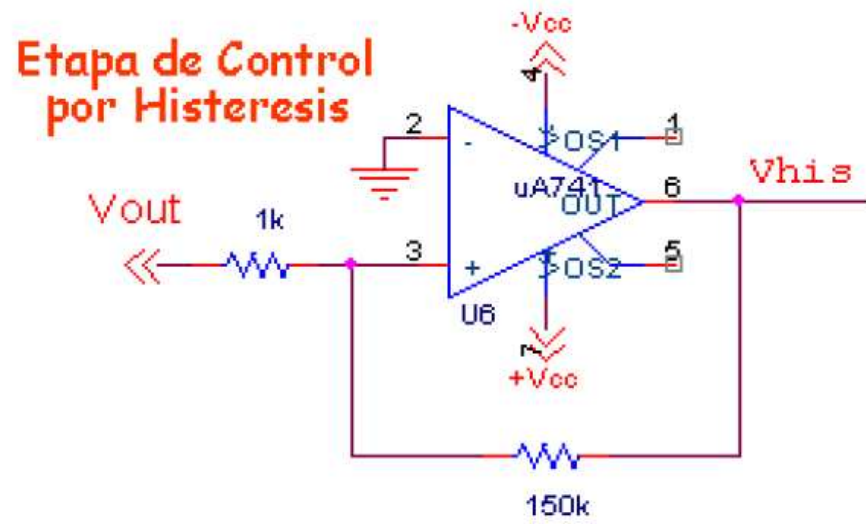 Etapa de Control
por Histeresis
-Vcc
4
2
-
OS1
1
uA741
OUT
6
Vhis
Vout
1k
3
+
OS2
5
U6
7
+Vcc
150k